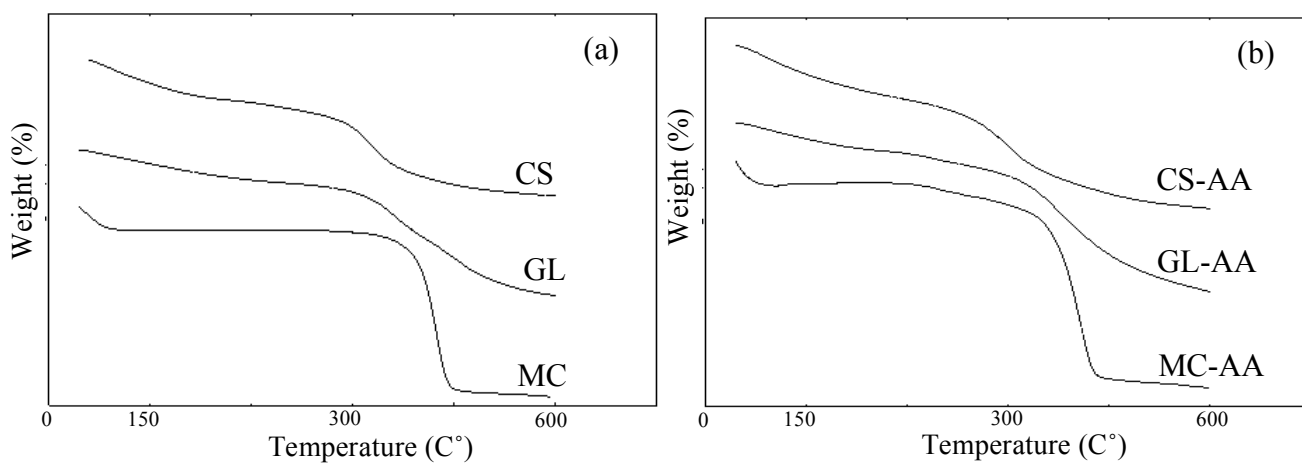 (a)
Weight (%)
CS
GL
MC
0 150 300 600
Temperature (C˚)
(b)
Weight (%)
CS-AA
GL-AA
MC-AA
0 150 300 600
Temperature (C˚)